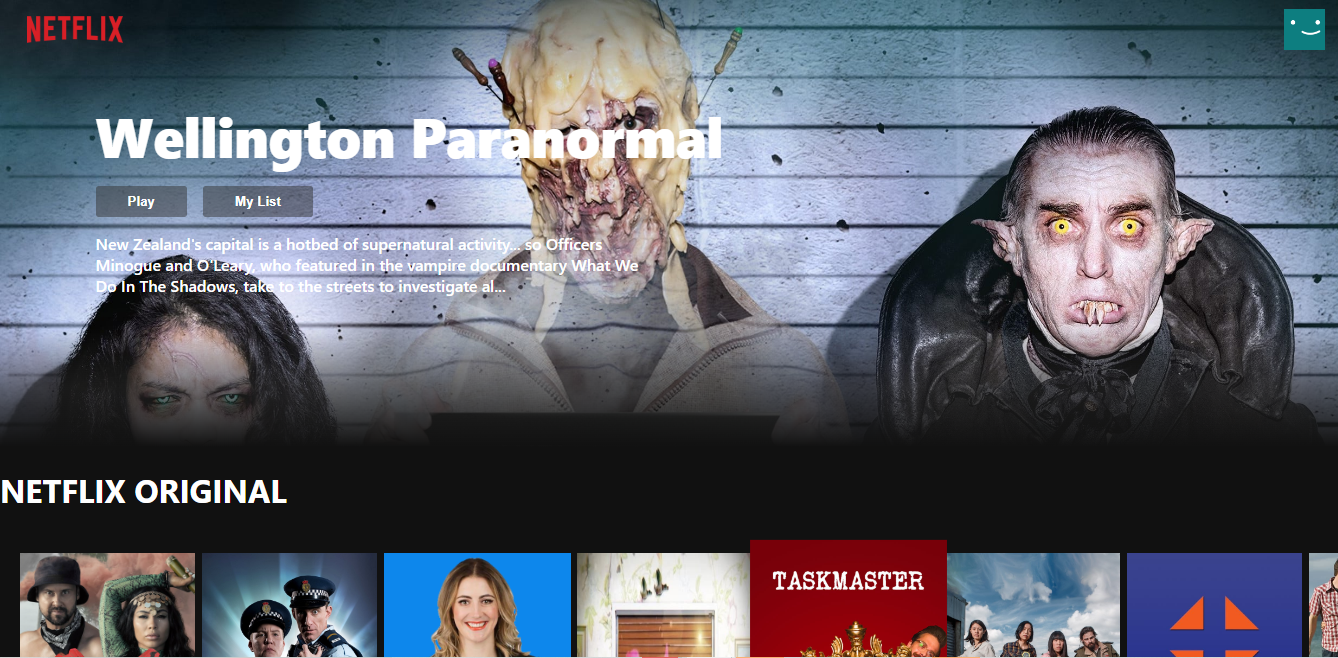 NETFLIX
Wellington Paranormal
Play
My List
New Zealand's capital is a hotbed of supernatural activity... so Officers
Minogue and O'Leary, who featured in the vampire documentary What We
Do In The Shadows, take to the streets to investigate al...
NETFLIX ORIGINAL
TASKMASTER